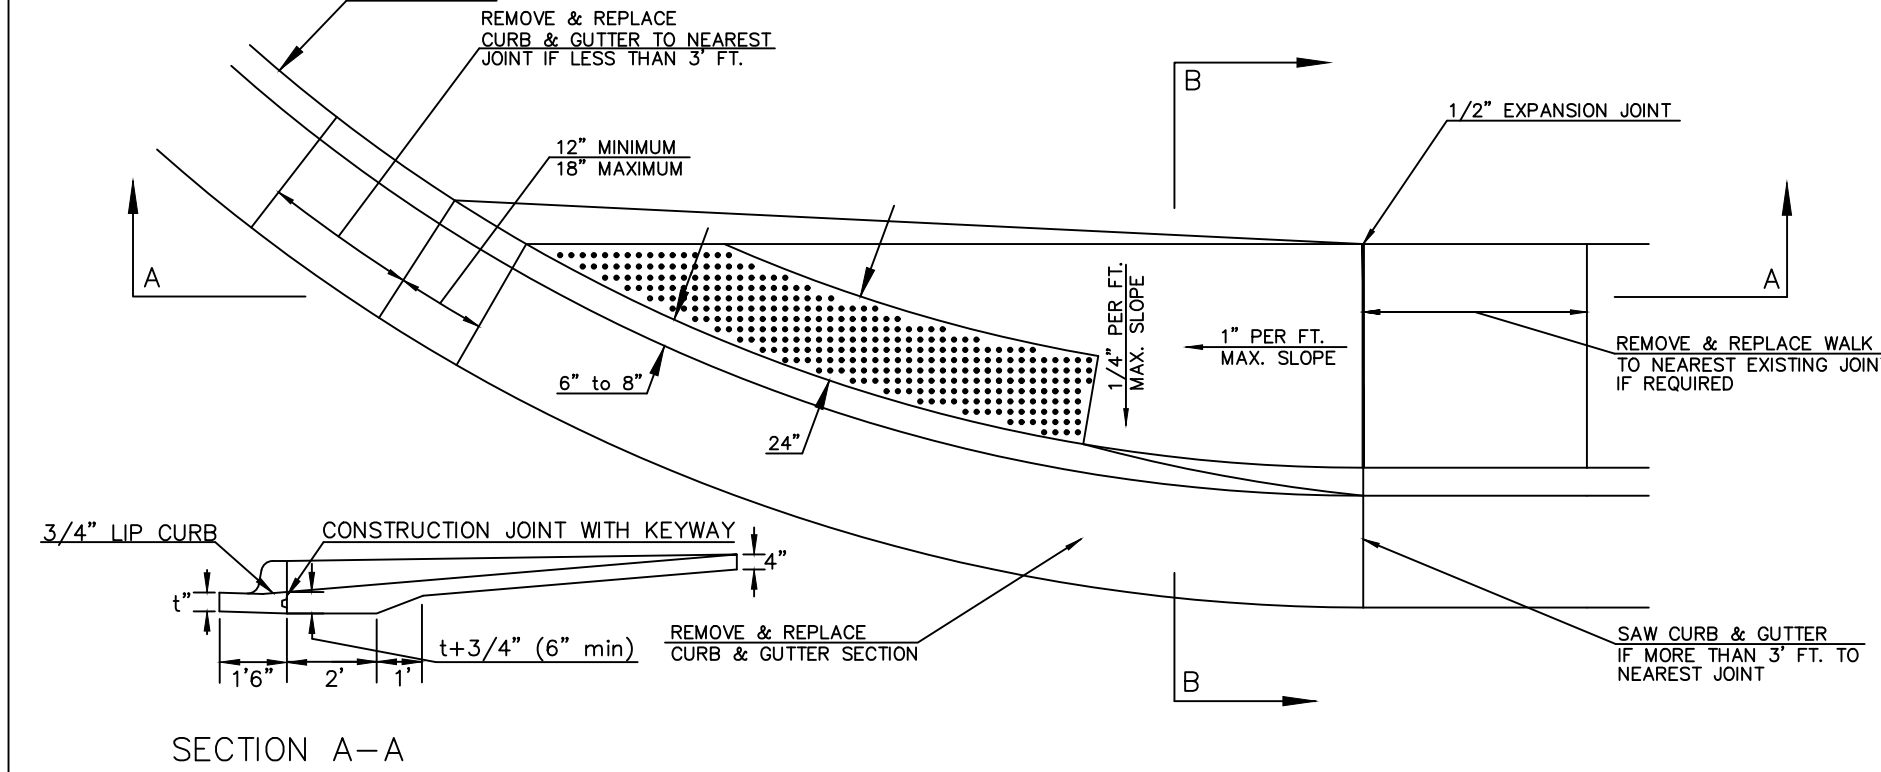 REMOVE & REPLACE
CURB & GUTTER TO NEAREST
JOINT IF LESS THAN 3' FT.
B
1/2" EXPANSION JOINT
12" MINIMUM
18" MAXIMUM
A
A
1/4" PER FT.
MAX. SLOPE
1" PER FT.
MAX. SLOPE
REMOVE & REPLACE WALK
TO NEAREST EXISTING JOINT
IF REQUIRED
6" to 8"
24"
3/4" LIP CURB
CONSTRUCTION JOINT WITH KEYWAY
4"
t"
t+3/4" (6" min)
1'6"
2'
1'
REMOVE & REPLACE
CURB & GUTTER SECTION
SAW CURB & GUTTER
IF MORE THAN 3' FT. TO
NEAREST JOINT
B
SECTION A-A